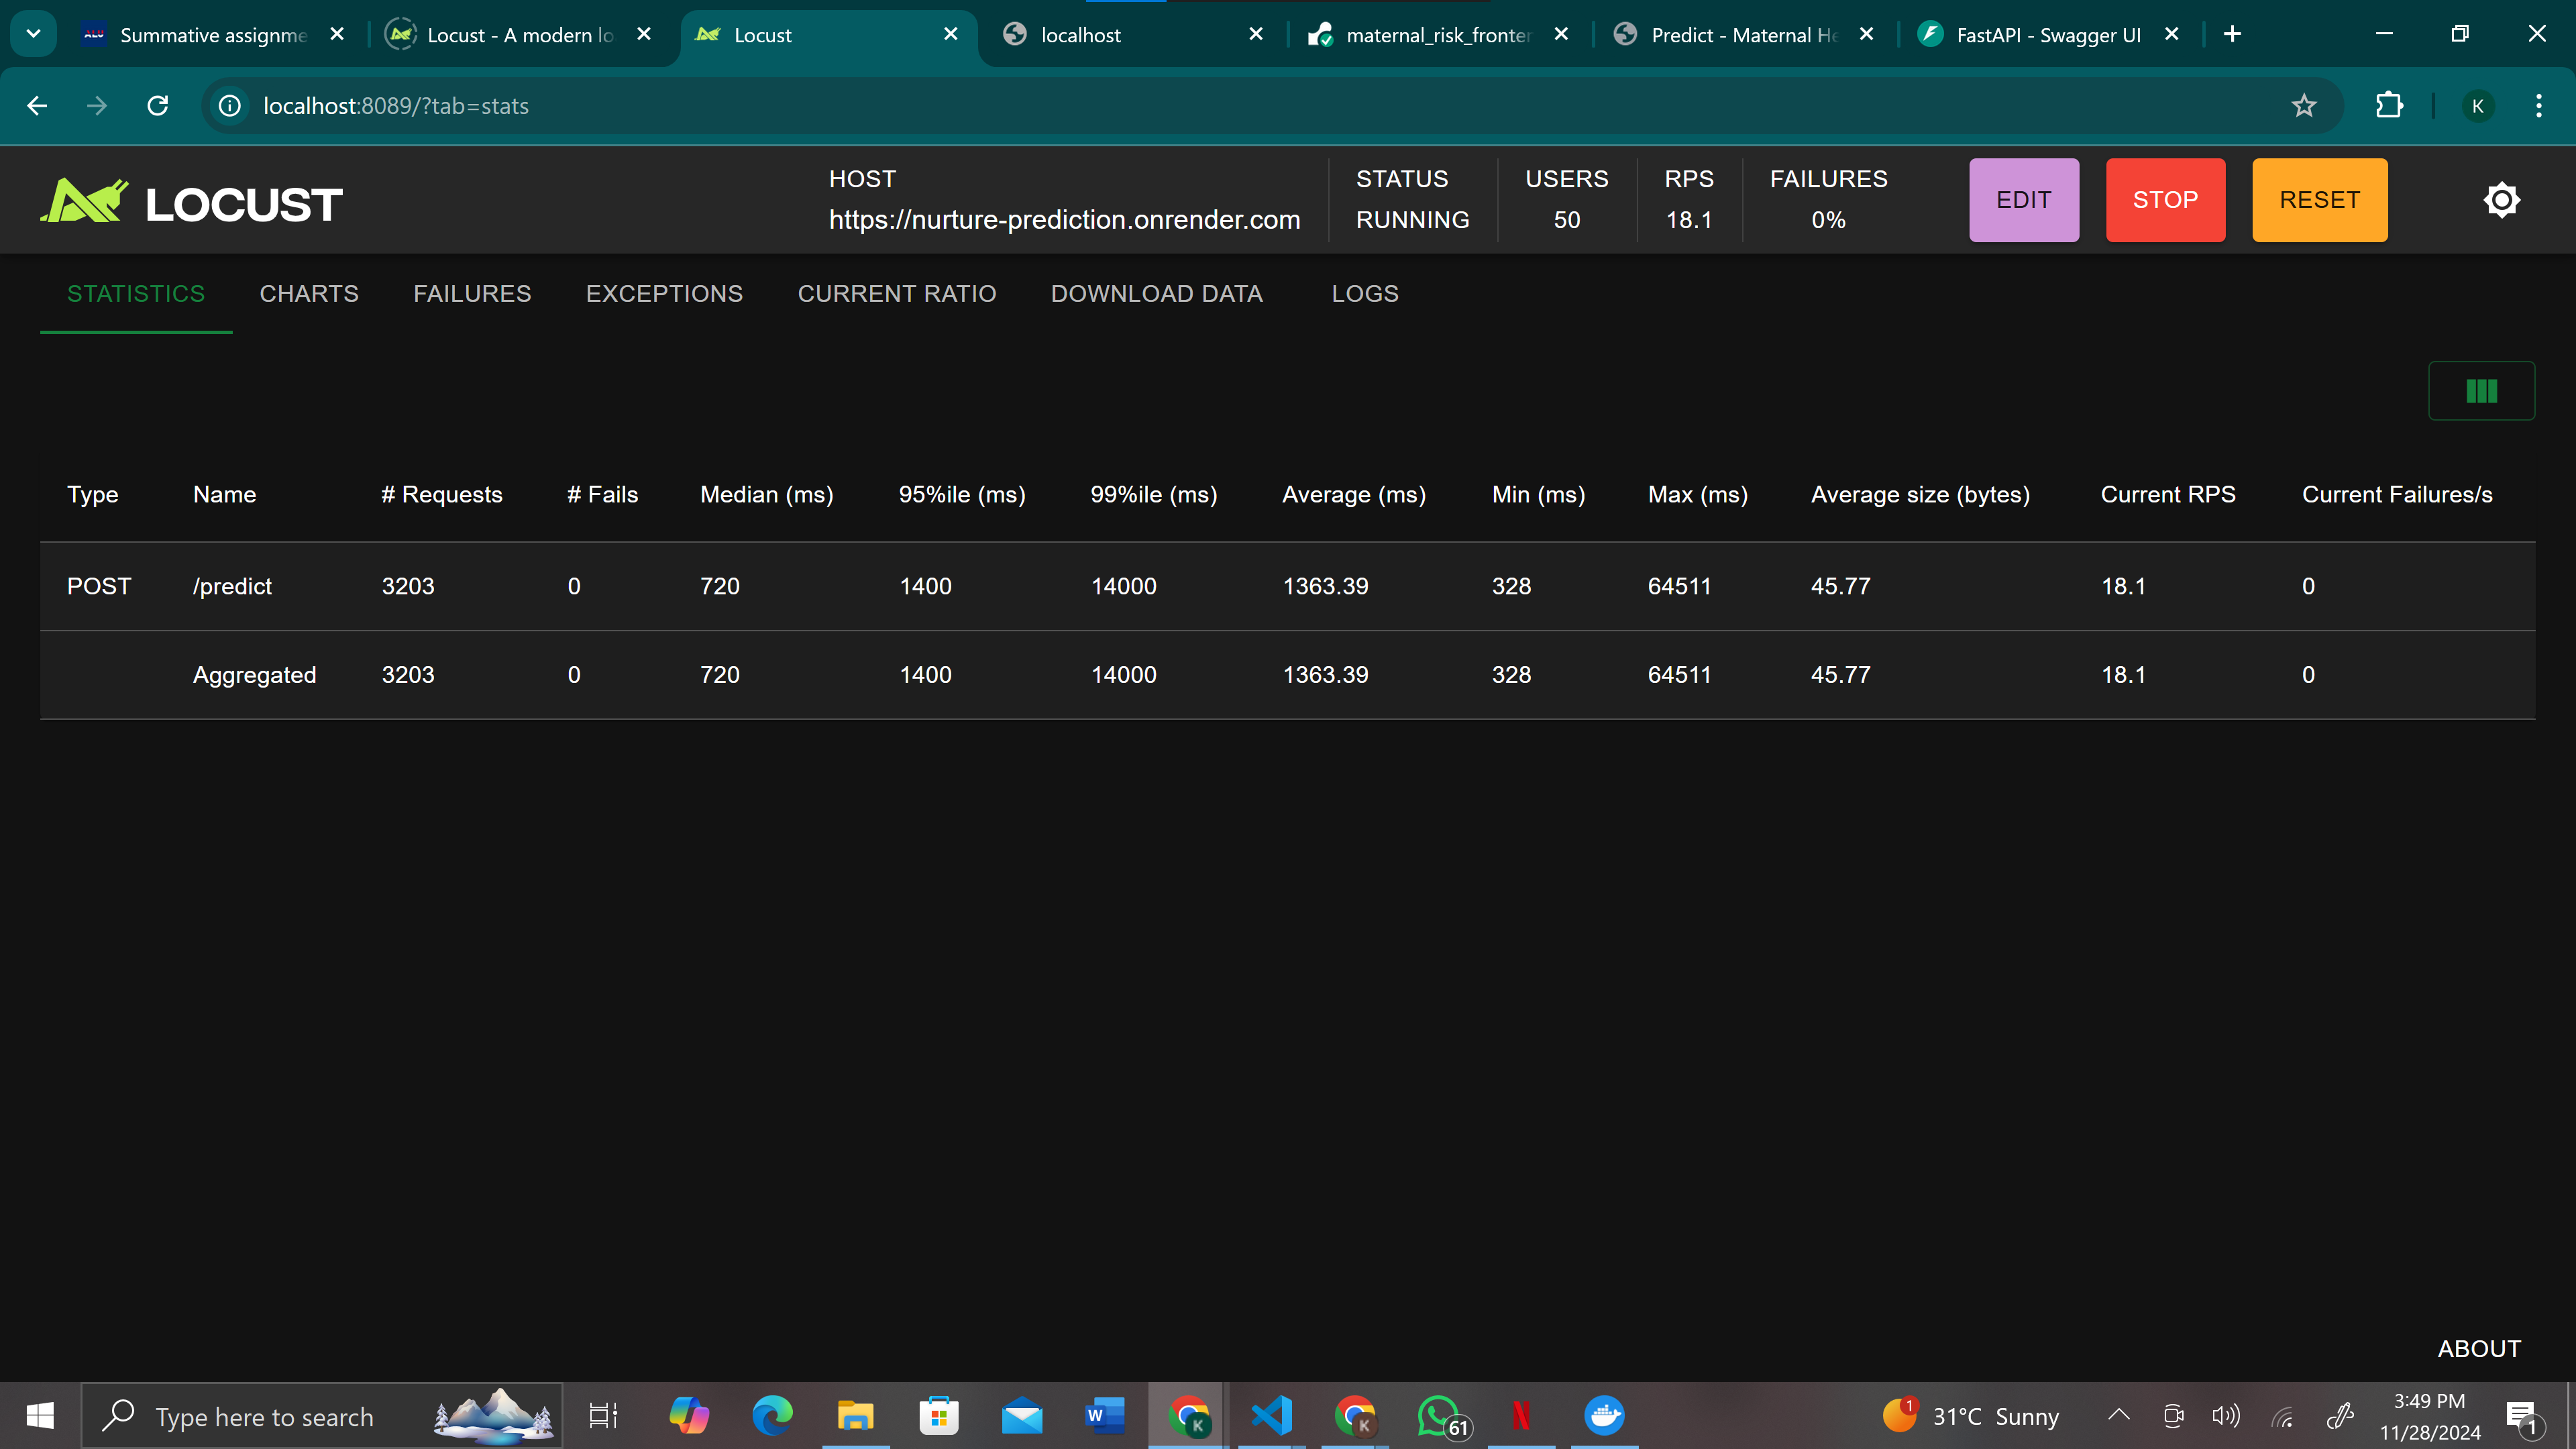 ALU Summative assignme
Locust - A modern lo
Locust
localhost
maternal_risk_fronter
Predict - Maternal He
FastAPI - Swagger UI
localhost:8089/?tab=stats
K
LOCUST
HOST
https://nurture-prediction.onrender.com
STATUS
RUNNING
USERS
50
RPS
18.1
FAILURES
0%
EDIT
STOP
RESET
STATISTICS CHARTS FAILURES EXCEPTIONS CURRENT RATIO DOWNLOAD DATA LOGS
Type Name # Requests # Fails Median (ms) 95%ile (ms) 99%ile (ms) Average (ms) Min (ms) Max (ms) Average size (bytes) Current RPS Current Failures/s
POST /predict 3203 0 720 1400 14000 1363.39 328 64511 45.77 18.1 0
Aggregated 3203 0 720 1400 14000 1363.39 328 64511 45.77 18.1 0
ABOUT
Type here to search
W
K
K
61
N
1
31°C Sunny
3:49 PM
11/28/2024
1